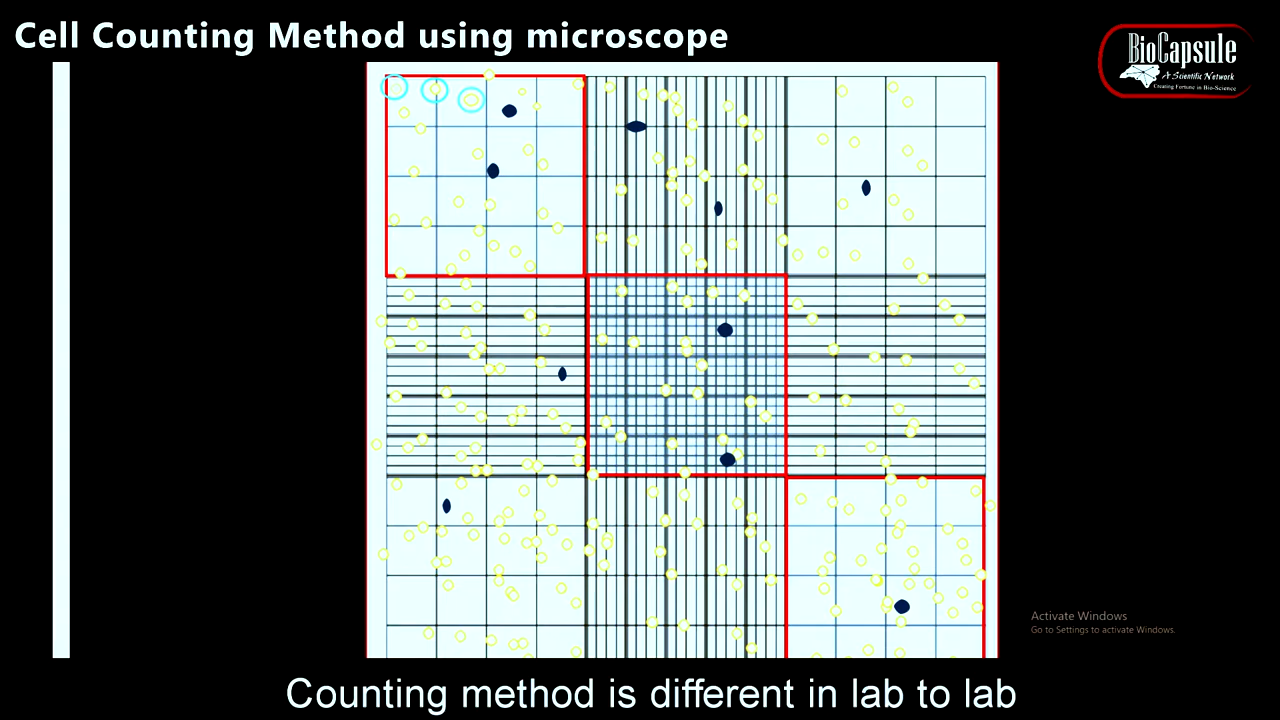 Cell Counting Method using microscope
BioCapsule
A Scientific Network
Creating Fortune in Bio-Science
Activate Windows
Go to Settings to activate Windows.
Counting method is different in lab to lab